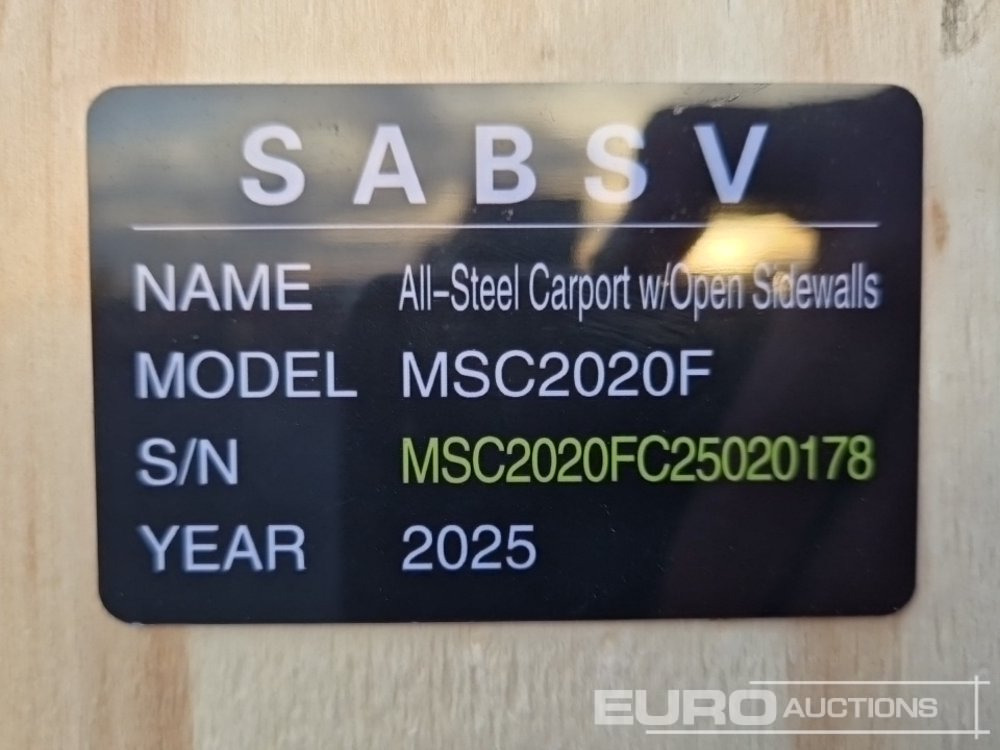 SABSV
NAME All-Steel Carport w/Open Sidewalls
MODEL MSC2020F
S/N MSC2020FC25020178
YEAR 2025
EURO AUCTIONS